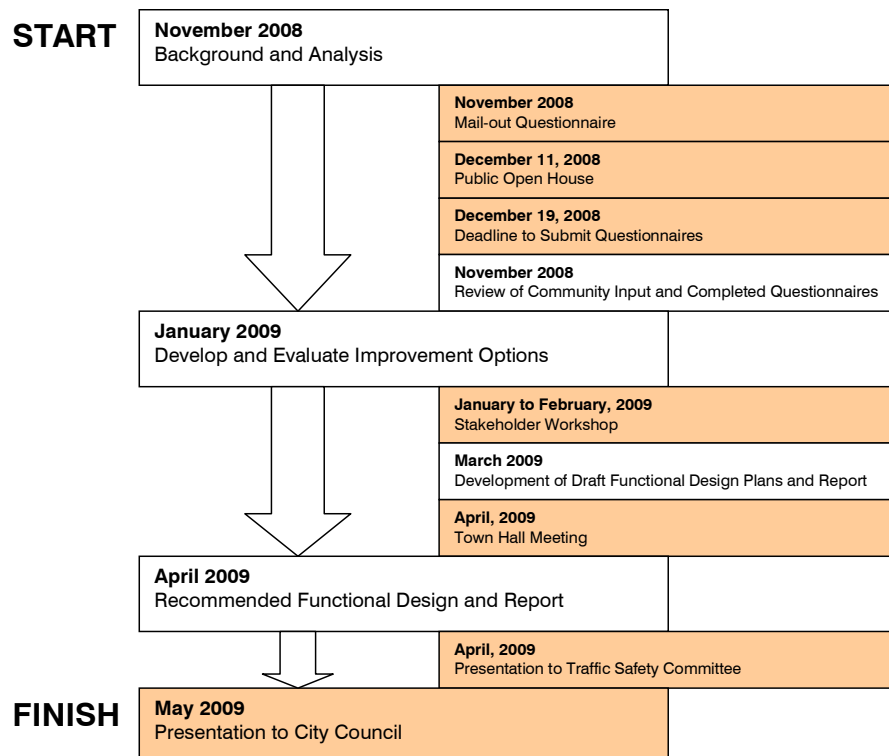 START
November 2008
Background and Analysis
November 2008
Mail-out Questionnaire
December 11, 2008
Public Open House
December 19, 2008
Deadline to Submit Questionnaires
November 2008
Review of Community Input and Completed Questionnaires
January 2009
Develop and Evaluate Improvement Options
January to February, 2009
Stakeholder Workshop
March 2009
Development of Draft Functional Design Plans and Report
April, 2009
Town Hall Meeting
April 2009
Recommended Functional Design and Report
April, 2009
Presentation to Traffic Safety Committee
FINISH
May 2009
Presentation to City Council